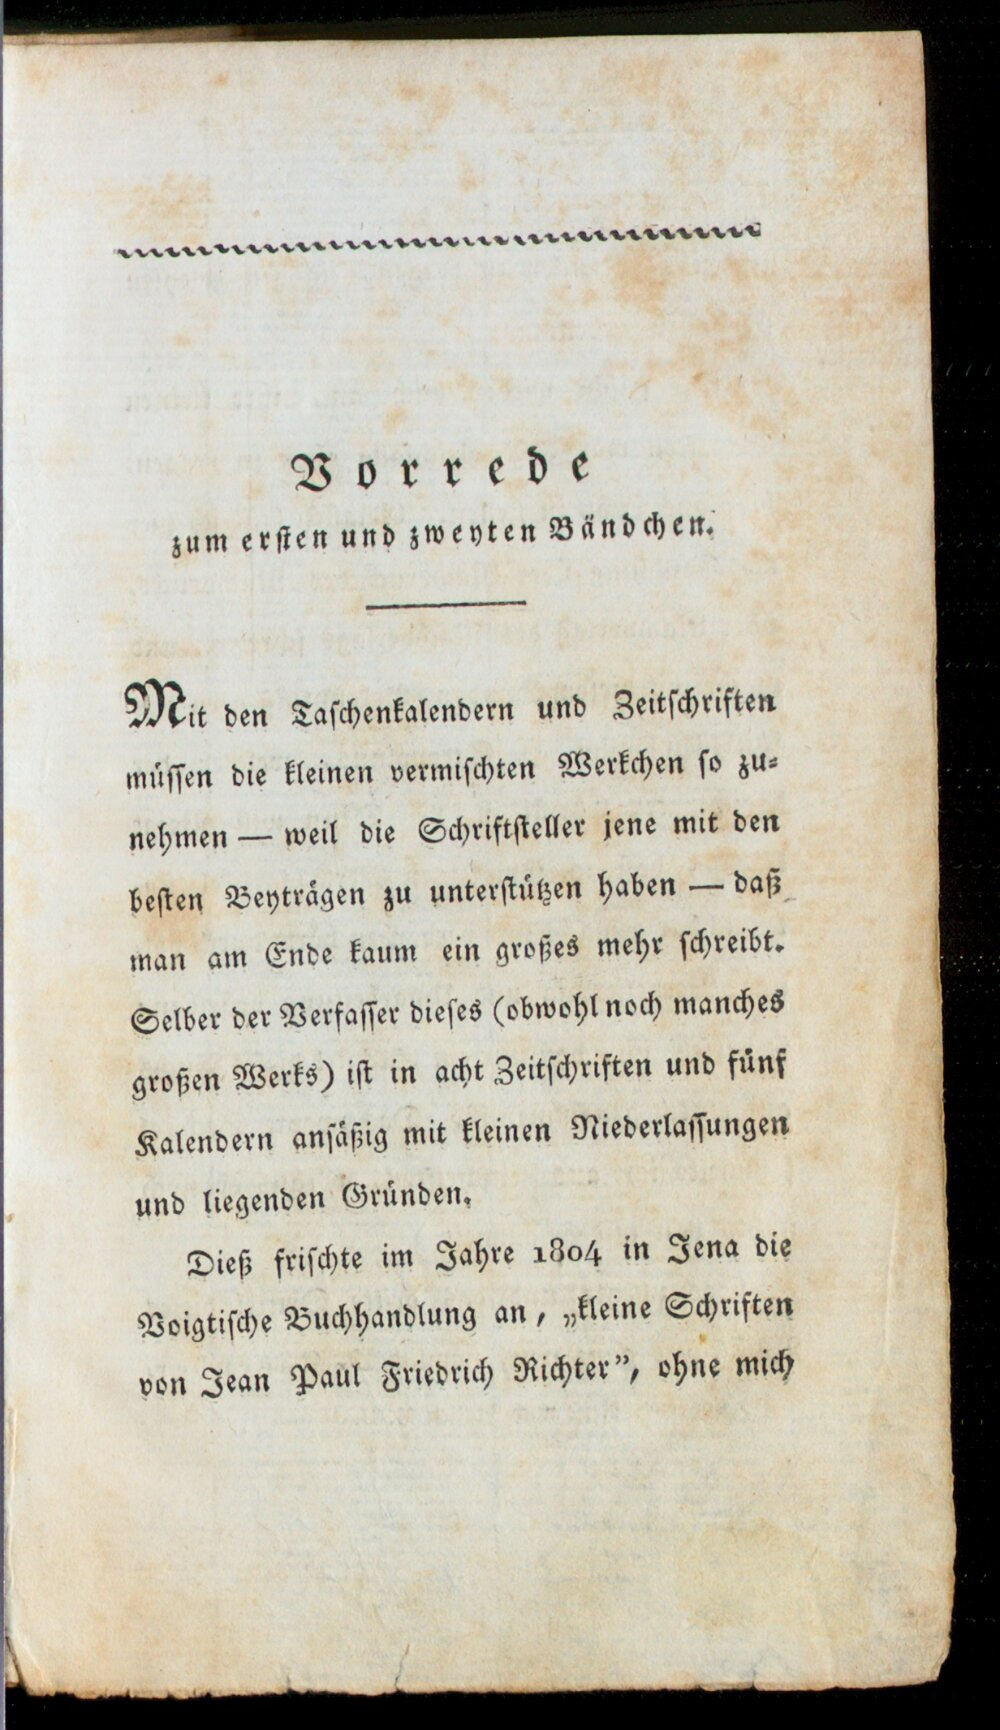 Vorrede
zum ersten und zweyten Bändchen.
Mit den Taschenkalendern und Zeitschriften
müssen die kleinen vermischten Werkchen so zu⸗
nehmen — weil die Schriftsteller jene mit den
besten Beyträgen zu unterstützen haben — daß
man am Ende kaum ein großes mehr schreibt.
Selber der Verfasser dieses (obwohl noch manches
großen Werks) ist in acht Zeitschriften und fünf
Kalendern ansäßig mit kleinen Niederlassungen
und liegenden Gründen.
Dieß frischte im Jahre 1804 in Jena die
Voigtische Buchhandlung an, „kleine Schriften
von Jean Paul Friedrich Richter”, ohne mich